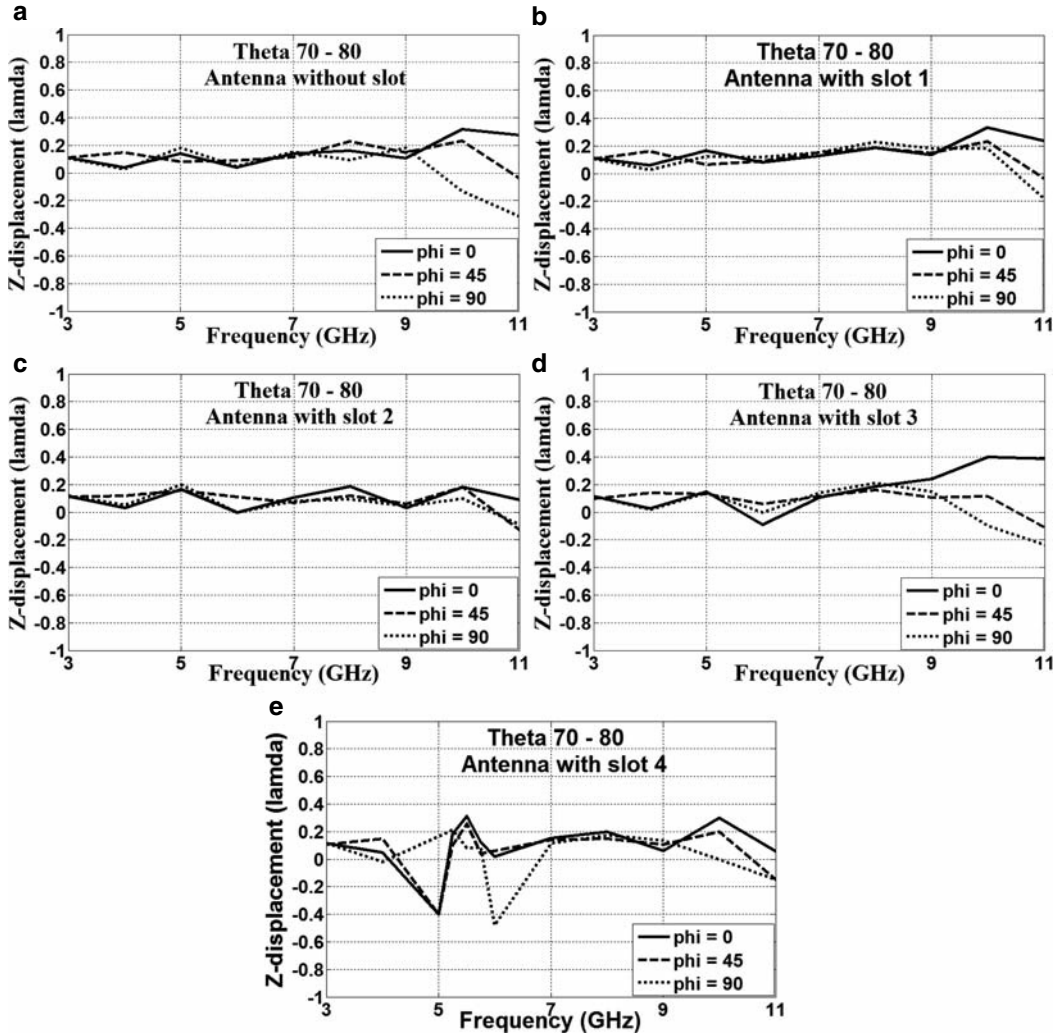 a
Theta 70 - 80
Antenna without slot
Z-displacement (lamda)
1
0.8
0.6
0.4
0.2
0
-0.2
-0.4
-0.6
-0.8
-1
phi = 0
phi = 45
phi = 90
3
5
7
9
11
Frequency (GHz)
b
Theta 70 - 80
Antenna with slot 1
Z-displacement (lamda)
1
0.8
0.6
0.4
0.2
0
-0.2
-0.4
-0.6
-0.8
-1
phi = 0
phi = 45
phi = 90
3
5
7
9
11
Frequency (GHz)
c
Theta 70 - 80
Antenna with slot 2
Z-displacement (lamda)
1
0.8
0.6
0.4
0.2
0
-0.2
-0.4
-0.6
-0.8
-1
phi = 0
phi = 45
phi = 90
3
5
7
9
11
Frequency (GHz)
d
Theta 70 - 80
Antenna with slot 3
Z-displacement (lamda)
1
0.8
0.6
0.4
0.2
0
-0.2
-0.4
-0.6
-0.8
-1
phi = 0
phi = 45
phi = 90
3
5
7
9
11
Frequency (GHz)
e
Theta 70 - 80
Antenna with slot 4
Z-displacement (lamda)
1
0.8
0.6
0.4
0.2
0
-0.2
-0.4
-0.6
-0.8
-1
phi = 0
phi = 45
phi = 90
3
5
7
9
11
Frequency (GHz)